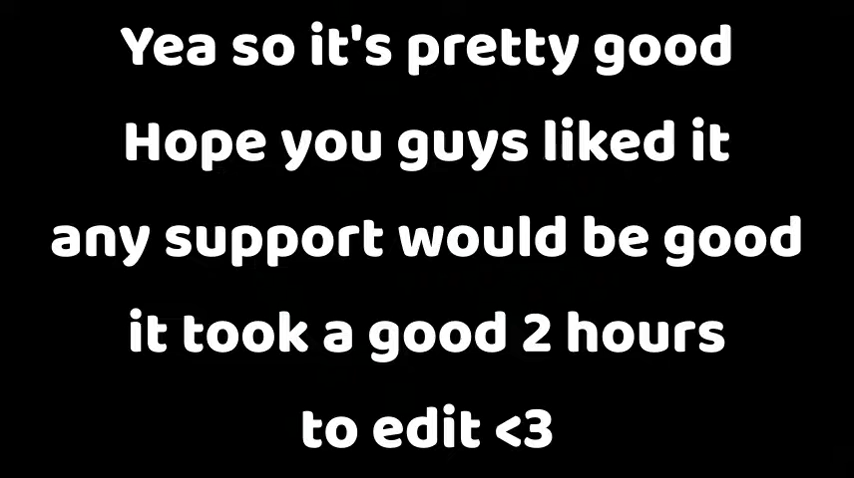 Yea so it's pretty good
Hope you guys liked it
any support would be good
it took a good 2 hours
to edit <3